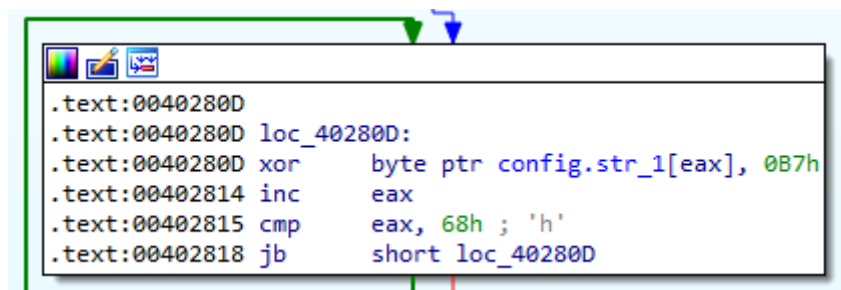 .text:0040280D
.text:0040280D loc_40280D:
.text:0040280D xor     byte ptr config.str_1[eax], 0B7h
.text:00402814 inc     eax
.text:00402815 cmp     eax, 68h ; 'h'
.text:00402818 jb      short loc_40280D